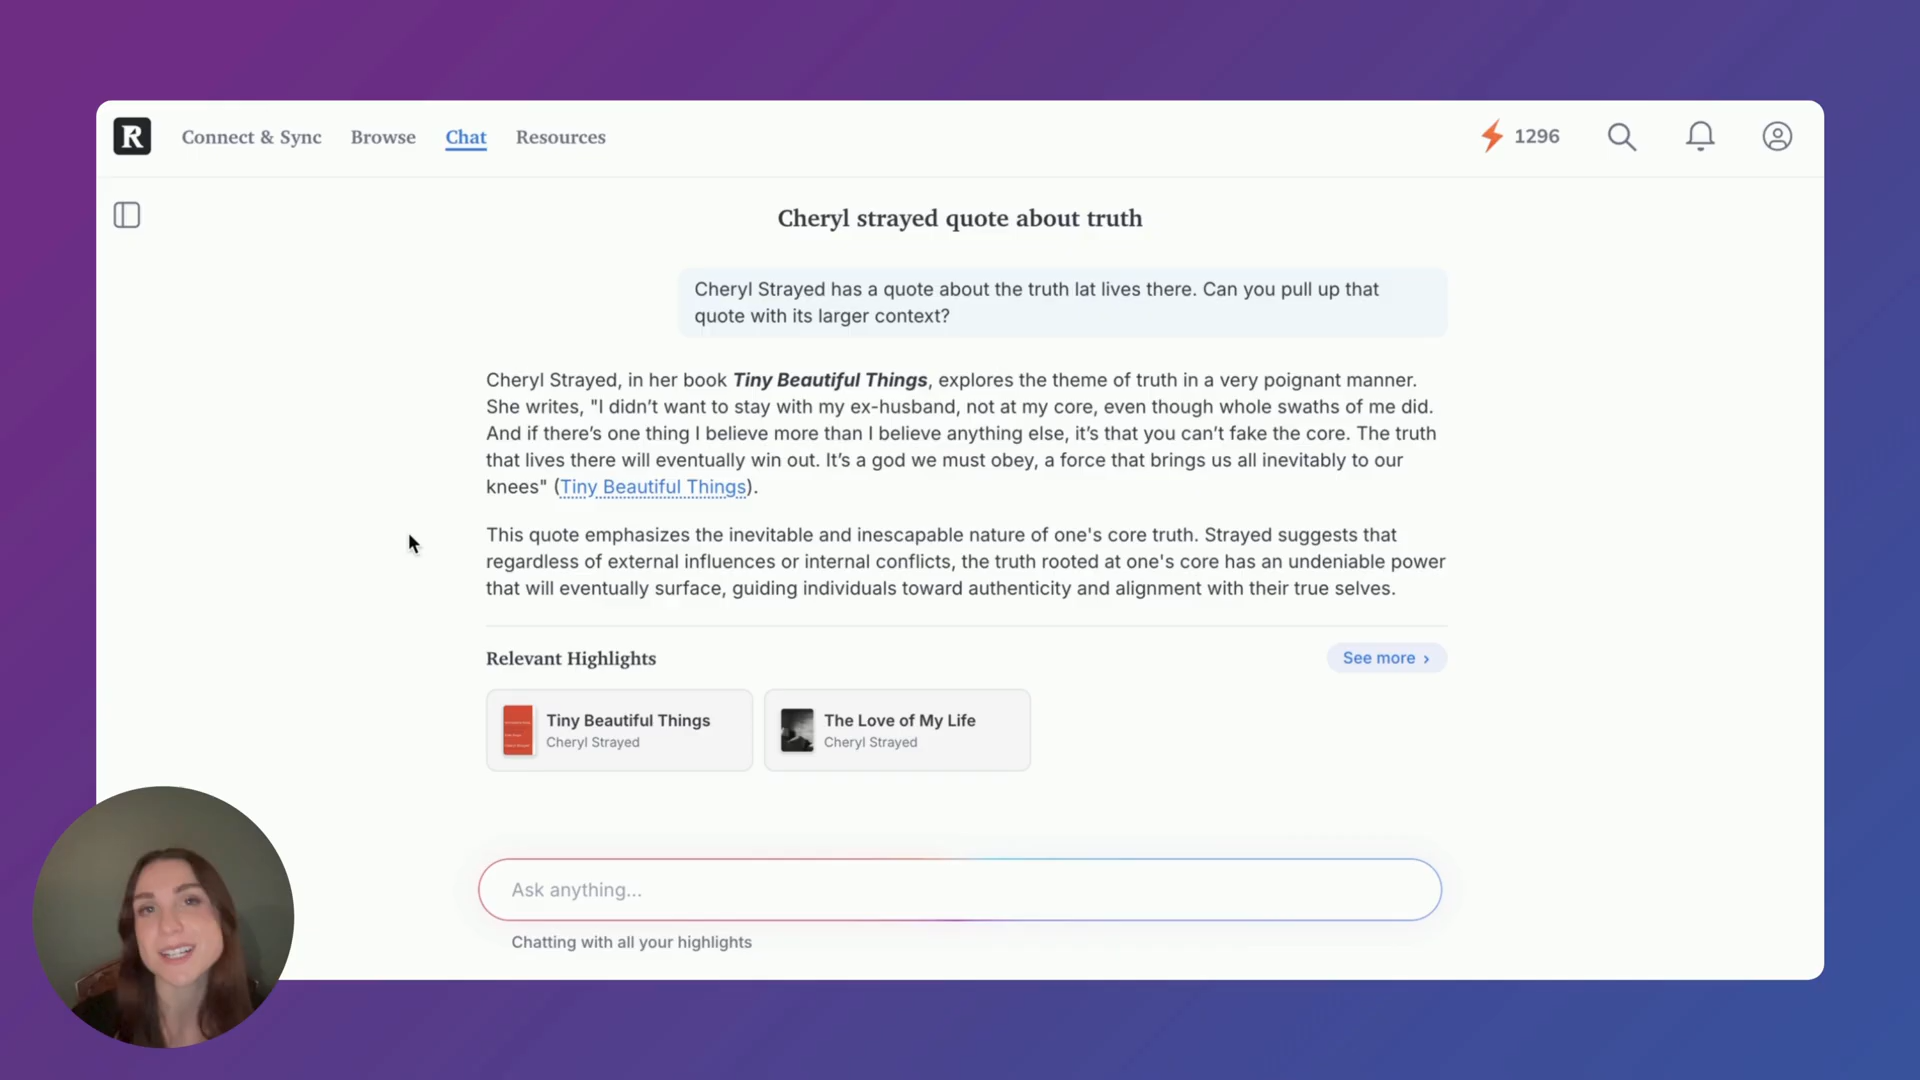 R
Connect & Sync
Browse
Chat
Resources
1296
Cheryl strayed quote about truth
Cheryl Strayed has a quote about the truth lat lives there. Can you pull up that
quote with its larger context?
Cheryl Strayed, in her book Tiny Beautiful Things, explores the theme of truth in a very poignant manner.
She writes, "I didn’t want to stay with my ex-husband, not at my core, even though whole swaths of me did.
And if there’s one thing I believe more than I believe anything else, it’s that you can’t fake the core. The truth
that lives there will eventually win out. It’s a god we must obey, a force that brings us all inevitably to our
knees" (Tiny Beautiful Things).
This quote emphasizes the inevitable and inescapable nature of one's core truth. Strayed suggests that
regardless of external influences or internal conflicts, the truth rooted at one's core has an undeniable power
that will eventually surface, guiding individuals toward authenticity and alignment with their true selves.
Relevant Highlights
See more ›
Tiny Beautiful Things
Cheryl Strayed
The Love of My Life
Cheryl Strayed
Ask anything...
Chatting with all your highlights